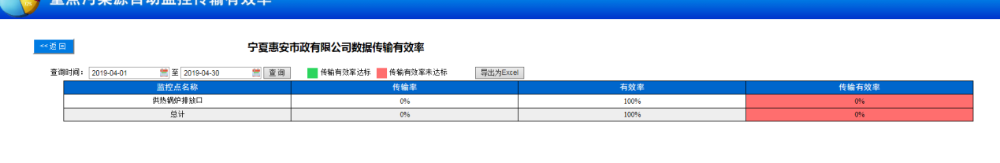 重点污染源自动监控传输有效率
<<返回
宁夏惠安市政有限公司数据传输有效率
查询时间： 2019-04-01 至 2019-04-30 查询 传输有效率达标 传输有效率未达标 导出为Excel
监控点名称 传输率 有效率 传输有效率
供热锅炉排放口 0% 100% 0%
总计 0% 100% 0%